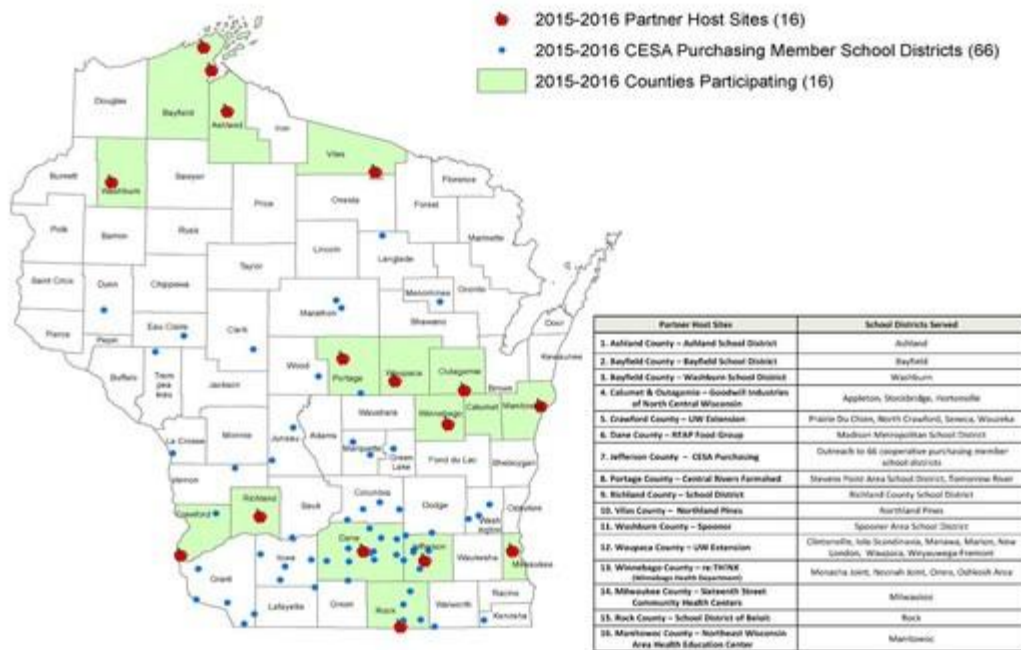 2015-2016 Partner Host Sites (16)
2015-2016 CESA Purchasing Member School Districts (66)
2015-2016 Counties Participating (16)
Douglas
Bayfield
Ashland
Iron
Vilas
Burnett
Washburn
Sawyer
Price
Oneida
Forest
Florence
Marinette
Polk
Barron
Rusk
Lincoln
Langlade
Taylor
Saint Croix
Dunn
Chippewa
Menominee
Oconto
Marathon
Shawano
Door
Pierce
Pepin
Eau Claire
Clark
Kewaunee
Buffalo
Trem
pea
eau
Jackson
Wood
Portage
Waupaca
Outagamie
Brown
Waushara
Winnebago
Calumet
Manitowoc
La Crosse
Monroe
Juneau
Adams
Marquette
Green
Lake
Fond du Lac
Sheboygan
Vernon
Columbia
Dodge
Wash
ington
Ozaukee
Richland
Sauk
Crawford
Iowa
Dane
Jefferson
Waukesha
Milwaukee
Grant
Lafayette
Green
Rock
Walworth
Racine
Kenosha
Partner Host Sites School Districts Served
1. Ashland County – Ashland School District Ashland
2. Bayfield County – Bayfield School District Bayfield
3. Bayfield County – Washburn School District Washburn
4. Calumet & Outagamie – Goodwill Industries
of North Central Wisconsin Appleton, Stockbridge, Hortonville
5. Crawford County – UW Extension Prairie Du Chien, North Crawford, Seneca, Wauzeka
6. Dane County – REAP Food Group Madison Metropolitan School District
7. Jefferson County – CESA Purchasing Outreach to 66 cooperative purchasing member
school districts
8. Portage County – Central Rivers Farmshed Stevens Point Area School District, Tomorrow River
9. Richland County – School District Richland County School District
10. Vilas County – Northland Pines Northland Pines
11. Washburn County – Spooner Spooner Area School District
12. Waupaca County – UW Extension Clintonville, Iola Scandinavia, Manawa, Marion, New
London, Waupaca, Weyauwega-Fremont
13. Winnebago County – re:TH!NK
(Winnebago Health Department) Menasha Joint, Neenah Joint, Omro, Oshkosh Area
14. Milwaukee County – Sixteenth Street
Community Health Centers Milwaukee
15. Rock County – School District of Beloit Rock
16. Manitowoc County – Northeast Wisconsin
Area Health Education Center Manitowoc